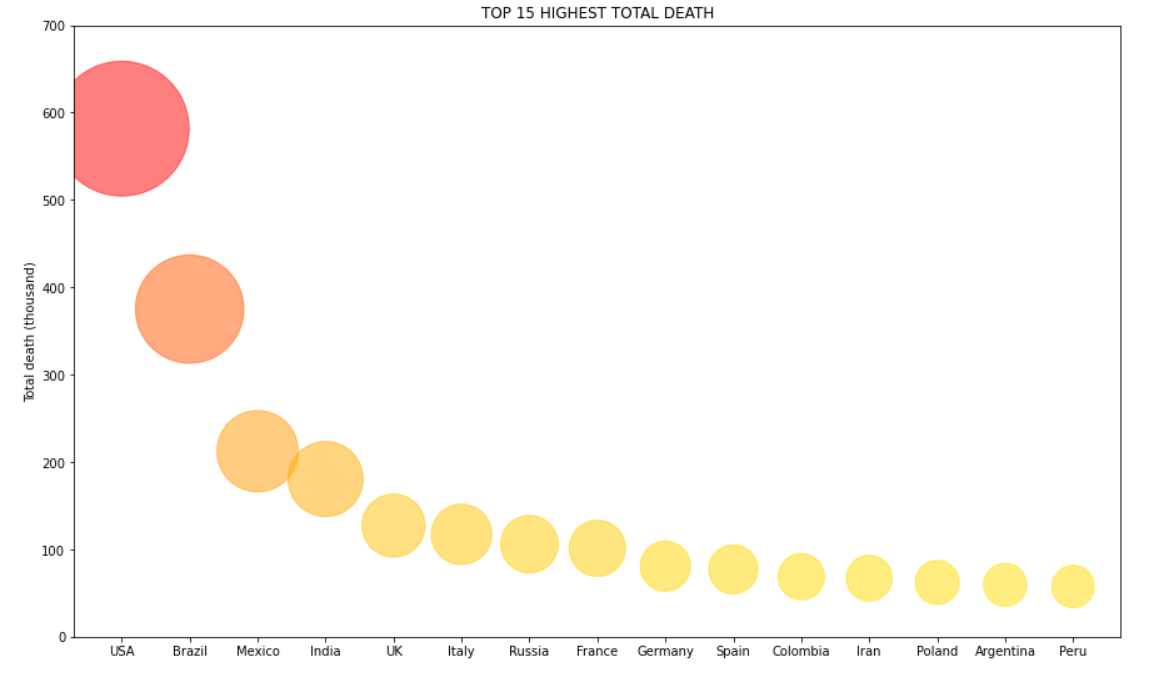 TOP 15 HIGHEST TOTAL DEATH
Total death (thousand)
700
600
500
400
300
200
100
0
USA Brazil Mexico India UK Italy Russia France Germany Spain Colombia Iran Poland Argentina Peru